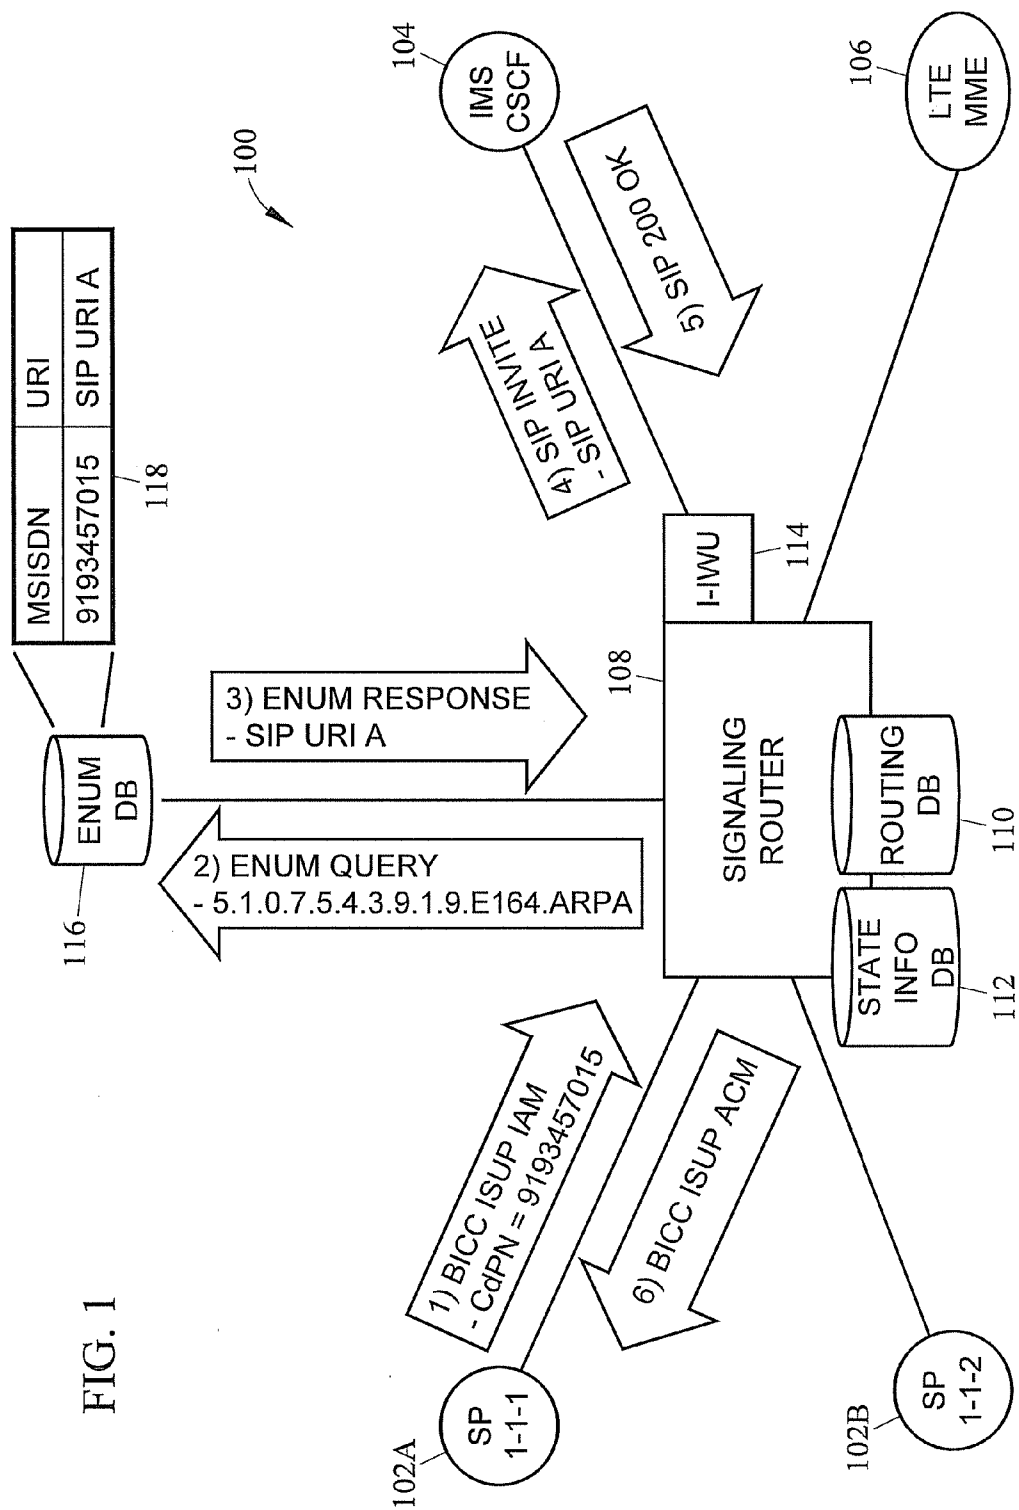 FIG. 1
MSISDN URI
9193457015 SIP URI A
118
ENUM
DB
116
100
2) ENUM QUERY
- 5.1.0.7.5.4.3.9.1.9.E164.ARPA
3) ENUM RESPONSE
- SIP URI A
1) BICC ISUP IAM
- CdPN = 9193457015
6) BICC ISUP ACM
4) SIP INVITE
- SIP URI A
5) SIP 200 OK
SP
1-1-1
102A
SP
1-1-2
102B
SIGNALING
ROUTER
108
I-IWU
114
STATE
INFO
DB
112
ROUTING
DB
110
IMS
CSCF
104
LTE
MME
106